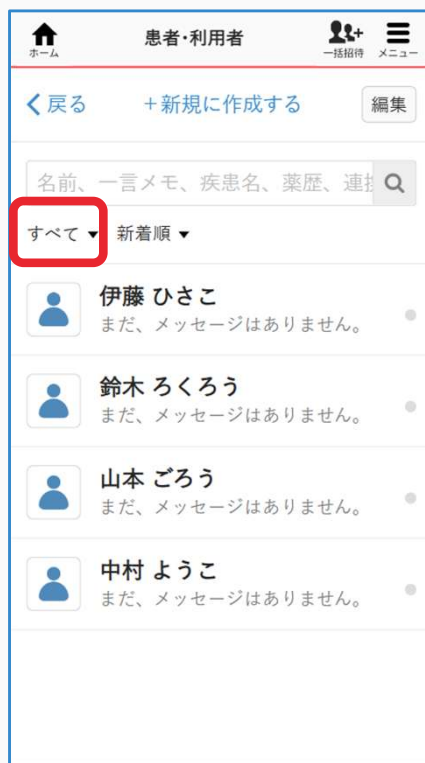 患者・利用者
ホーム
一括招待
メニュー
戻る
+新規に作成する
編集
名前、一言メモ、疾患名、薬歴、連
すべて ▼ 新着順 ▼
伊藤 ひさこ
まだ、メッセージはありません。
鈴木 ろくろう
まだ、メッセージはありません。
山本 ごろう
まだ、メッセージはありません。
中村 ようこ
まだ、メッセージはありません。